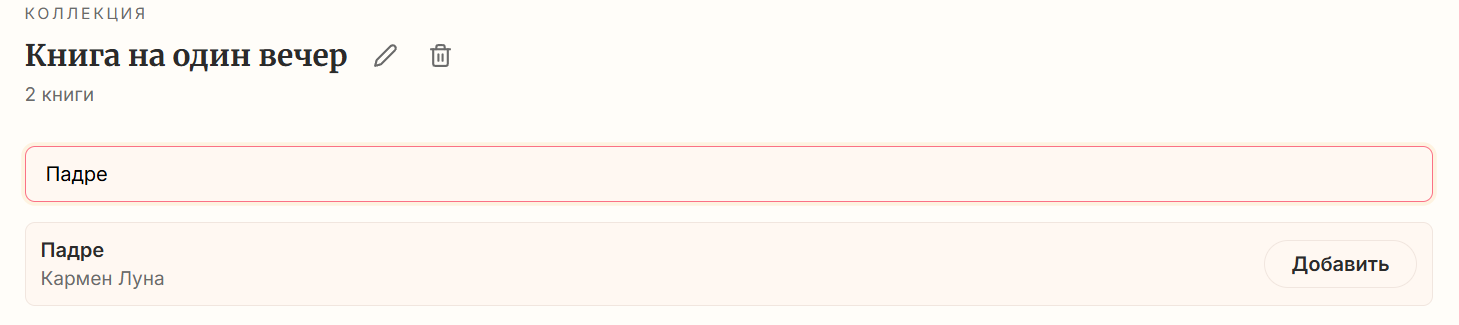 КОЛЛЕКЦИЯ
Книга на один вечер
2 книги
Падре
Падре
Кармен Луна
Добавить